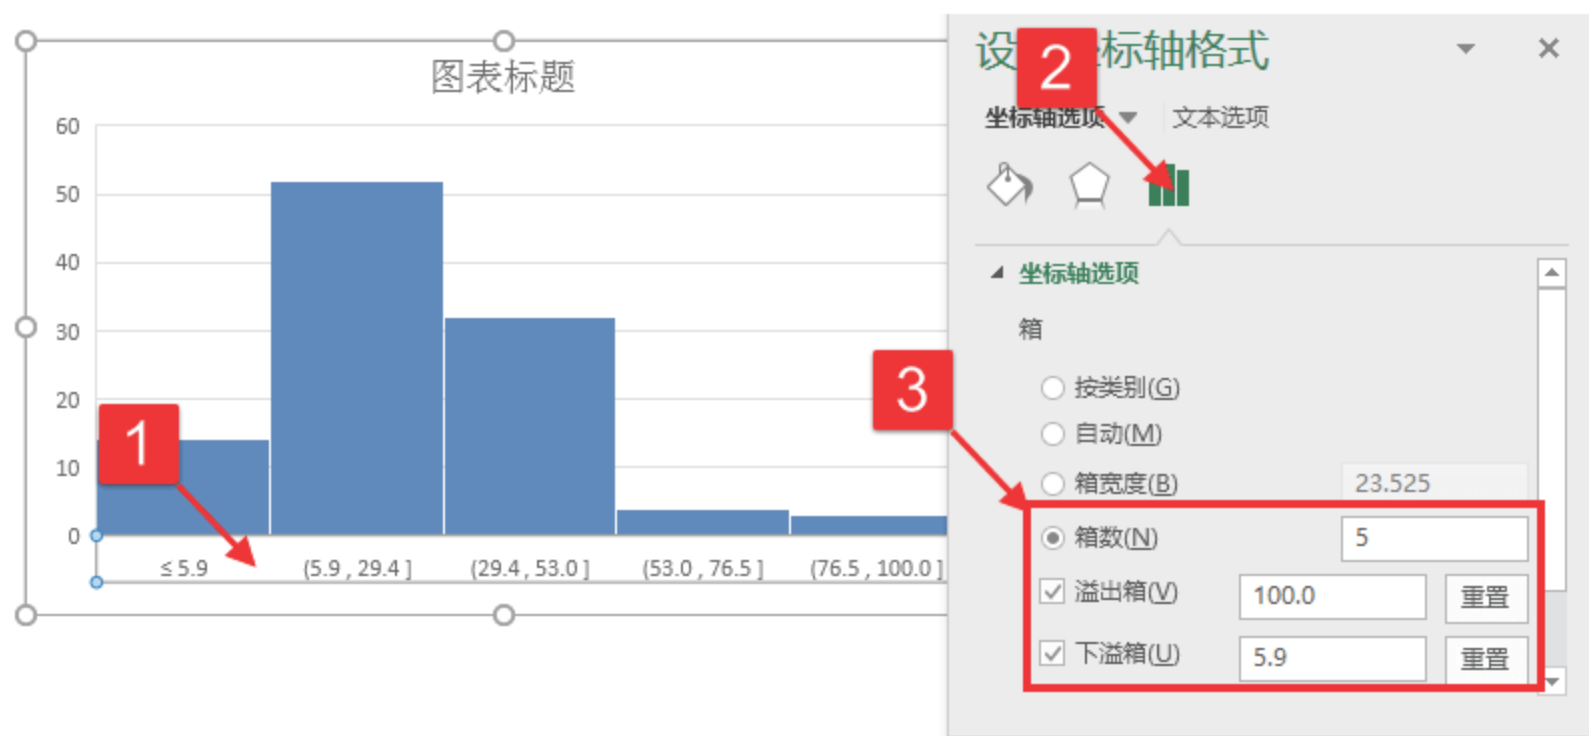 图表标题
60
50
40
30
20
10
0
≤ 5.9
(5.9 , 29.4 ]
(29.4 , 53.0 ]
(53.0 , 76.5 ]
(76.5 , 100.0 ]
1
2
3
设 标轴格式
坐标轴选项
文本选项
坐标轴选项
箱
按类别(G)
自动(M)
箱宽度(B) 23.525
箱数(N) 5
溢出箱(V) 100.0 重置
下溢箱(U) 5.9 重置